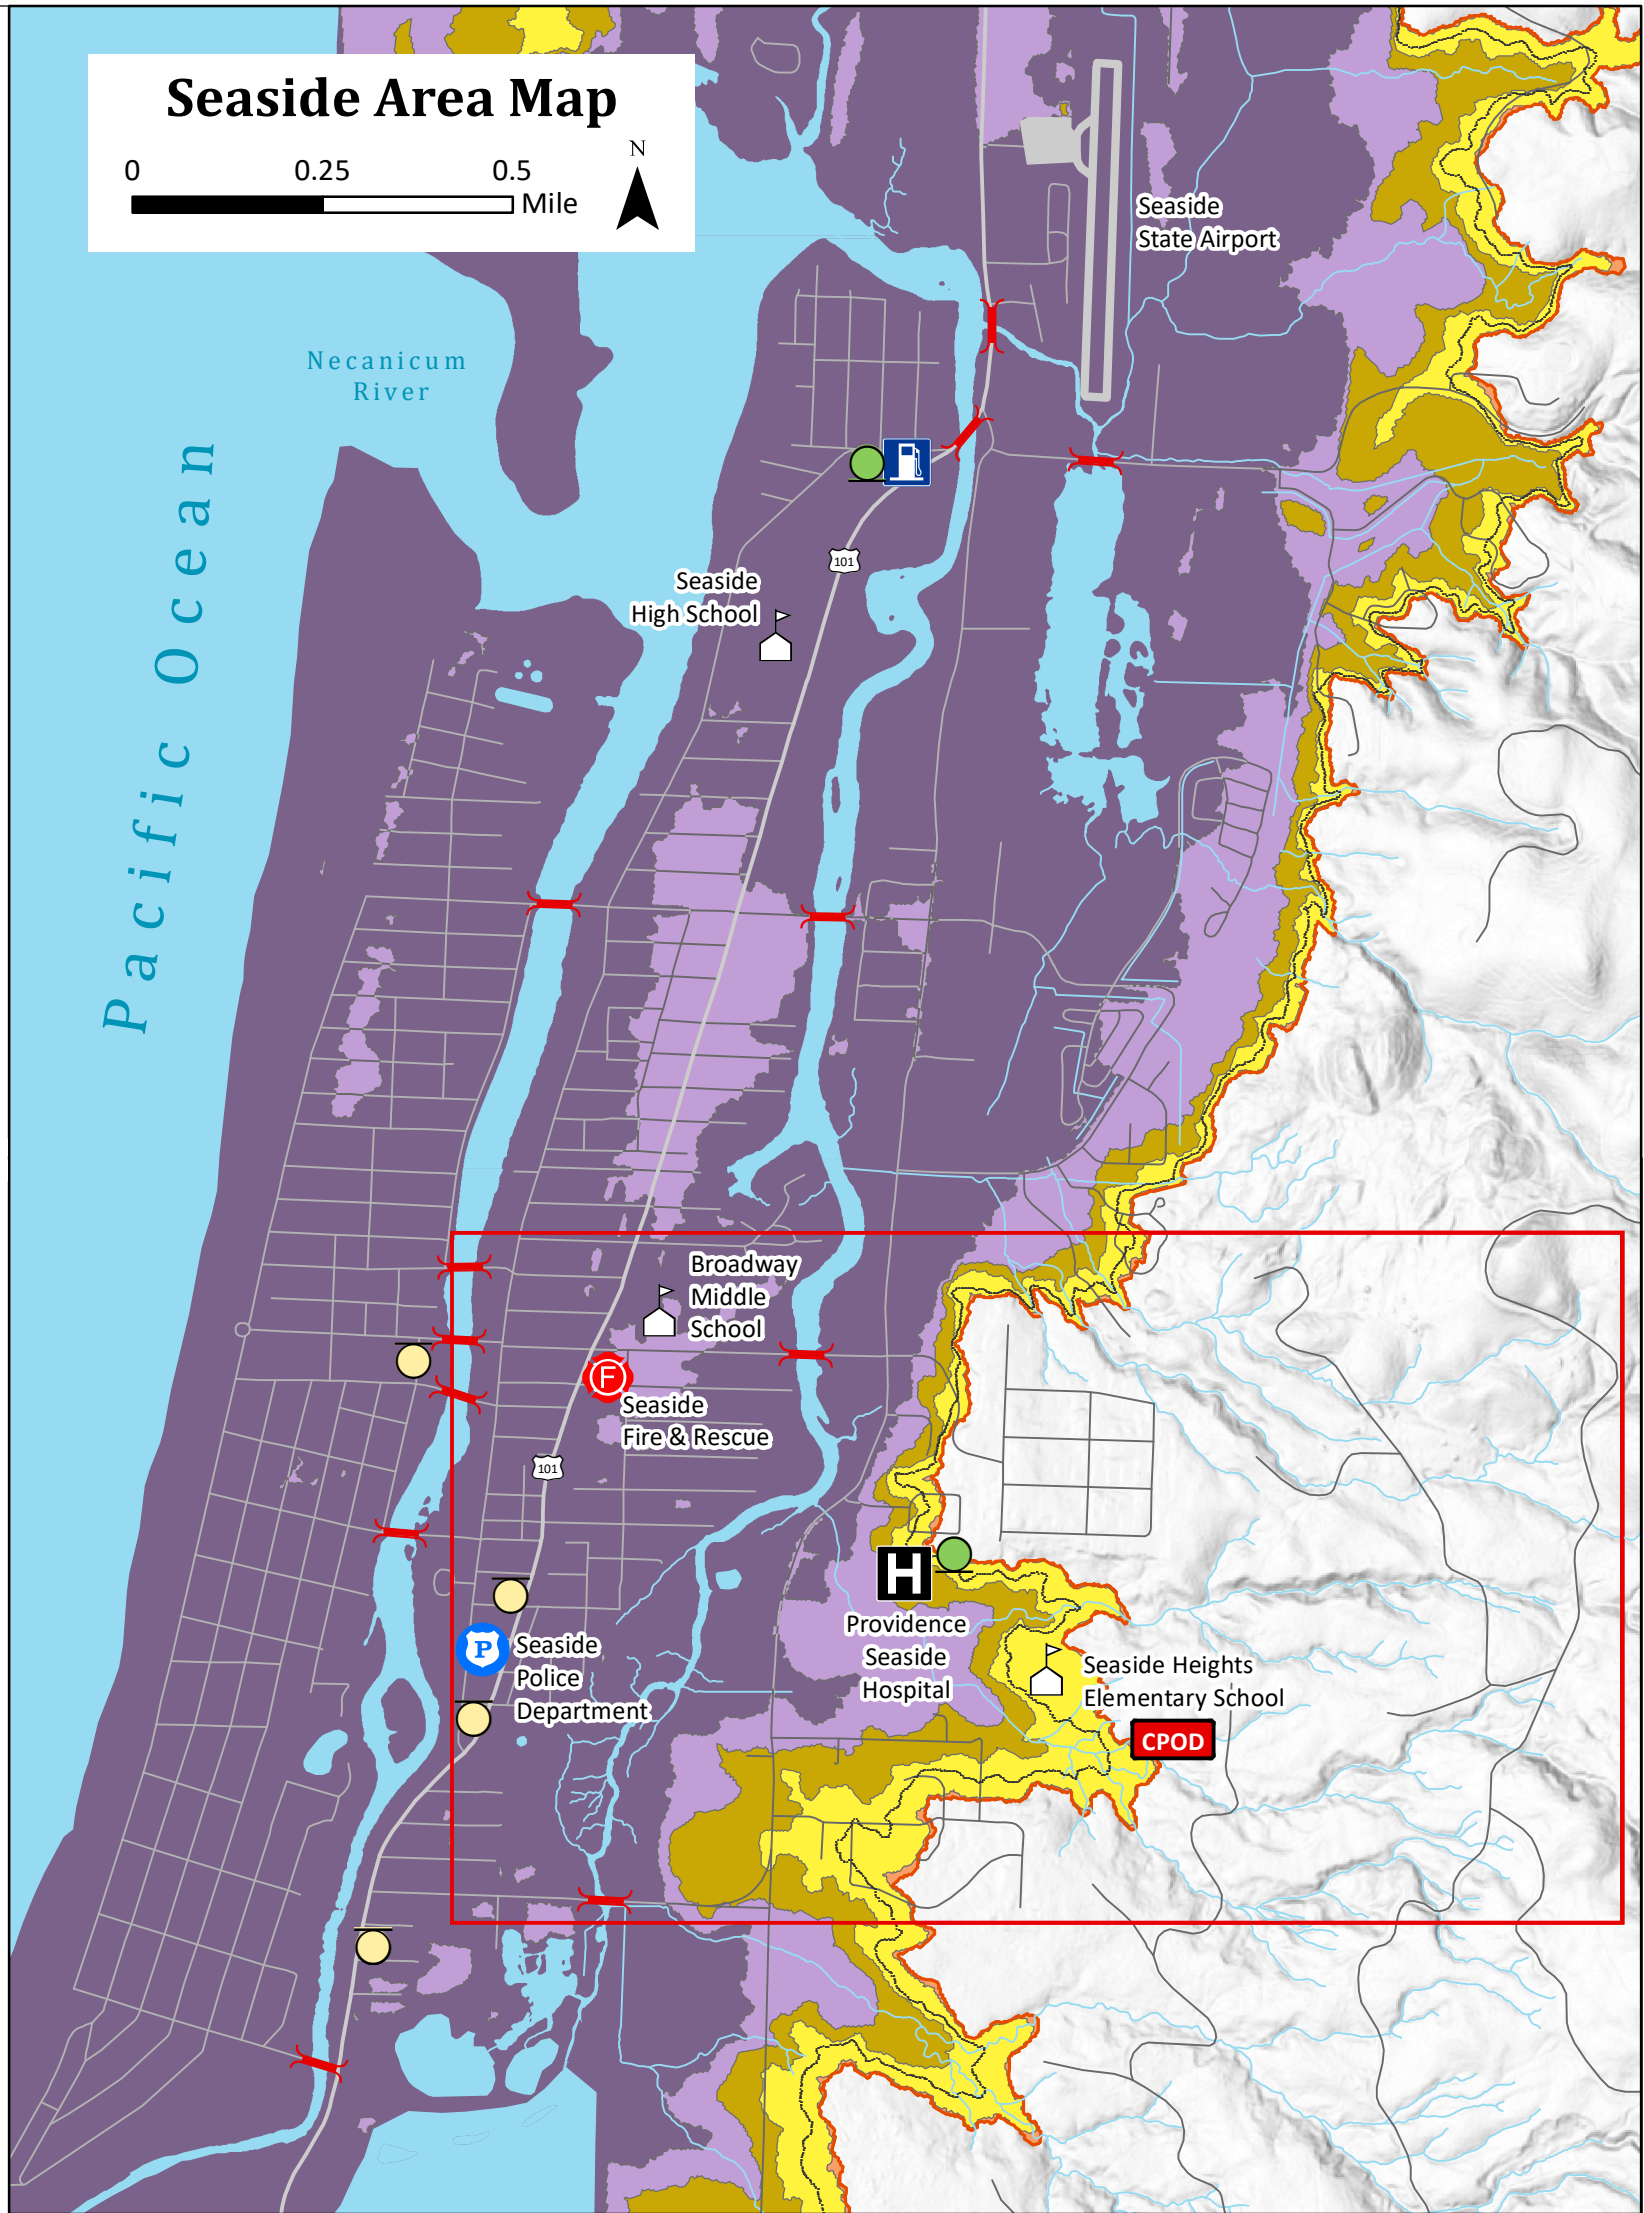 Seaside Area Map
0 0.25 0.5
Mile
N
Seaside
State Airport
Necanicum
River
Pacific Ocean
101
Seaside
High School
Broadway
Middle
School
F
Seaside
Fire & Rescue
101
H
Providence
Seaside
Hospital
P
Seaside
Police
Department
Seaside Heights
Elementary School
CPOD